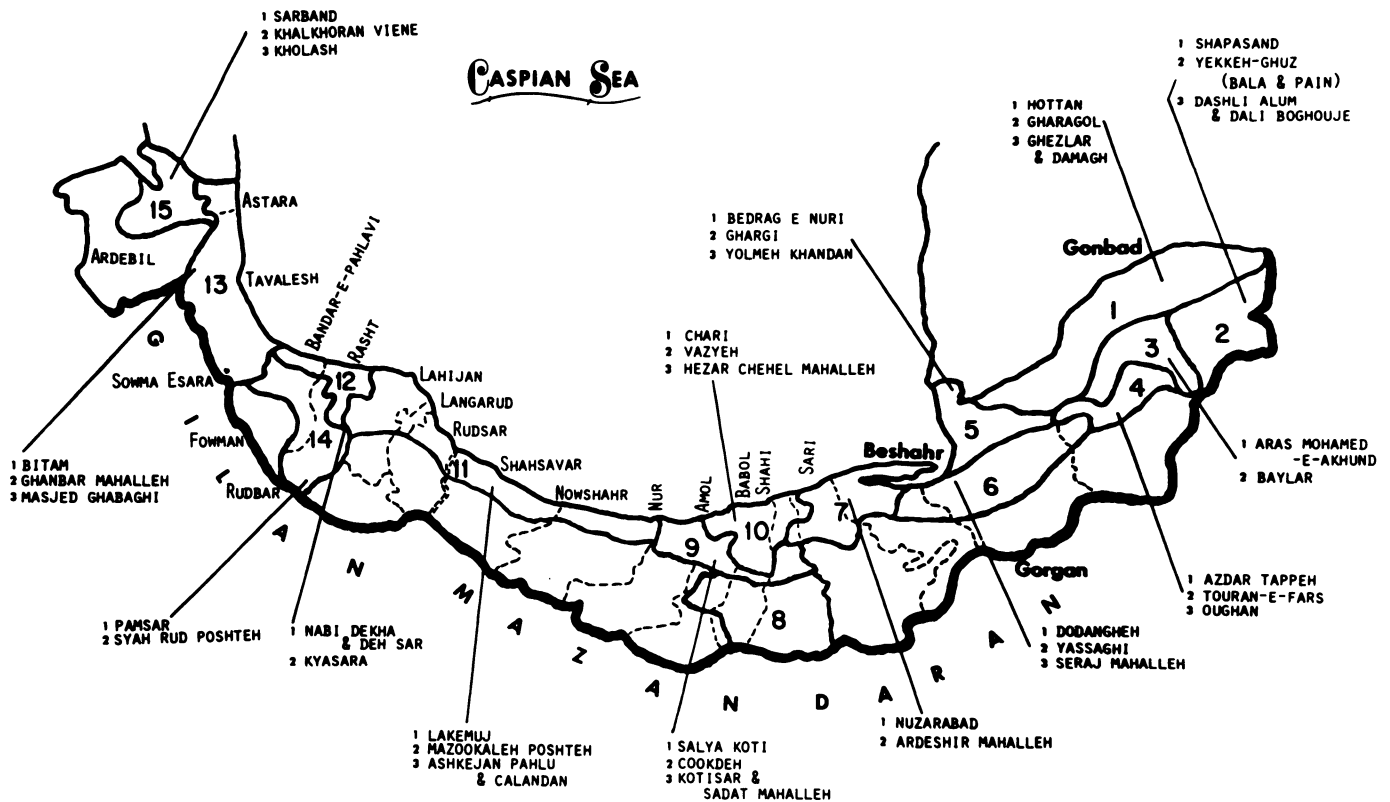 1 SARBAND
2 KHALKHORAN VIENE
3 KHOLASH
CASPIAN SEA
1 SHAPASAND
2 YEKKEH-GHUZ
(BALA & PAIN)
3 DASHLI ALUM
& DALI BOGHOUJE
1 HOTTAN
2 GHARAGOL
3 GHEZLAR
& DAMAGH
1 BEDRAG E NURI
2 GHARGI
3 YOLMEH KHANDAN
15
ASTARA
ARDEBIL
13
TAVALESH
BANDAR-E-PAHLAVI
RASHT
Gonbad
1
2
3
4
1 CHARI
2 VAZYEH
3 HEZAR CHEHEL MAHALLEH
SOWMA ESARA
12
LAHIJAN
LANGARUD
RUDSAR
FOWMAN
14
11
SHAHSAVAR
RUDBAR
NOWSHAHR
NUR
AMOL
BABOL
SHAHI
SARI
Beshahr
5
6
7
10
9
8
Gorgan
GILAN
MAZANDARAN
1 BITAM
2 GHANBAR MAHALLEH
3 MASJED GHABAGHI
1 ARAS MOHAMED
-E-AKHUND
2 BAYLAR
1 AZDAR TAPPEH
2 TOURAN-E-FARS
3 OUGHAN
1 PAMSAR
2 SYAH RUD POSHTEH
1 NABI DEKHA
& DEH SAR
2 KYASARA
1 DODANGHEH
2 YASSAGHI
3 SERAJ MAHALLEH
1 LAKEMUJ
2 MAZOOKALEH POSHTEH
3 ASHKEJAN PAHLU
& CALANDAN
1 SALYA KOTI
2 COOKDEH
3 KOTISAR &
SADAT MAHALLEH
1 NUZARABAD
2 ARDESHIR MAHALLEH